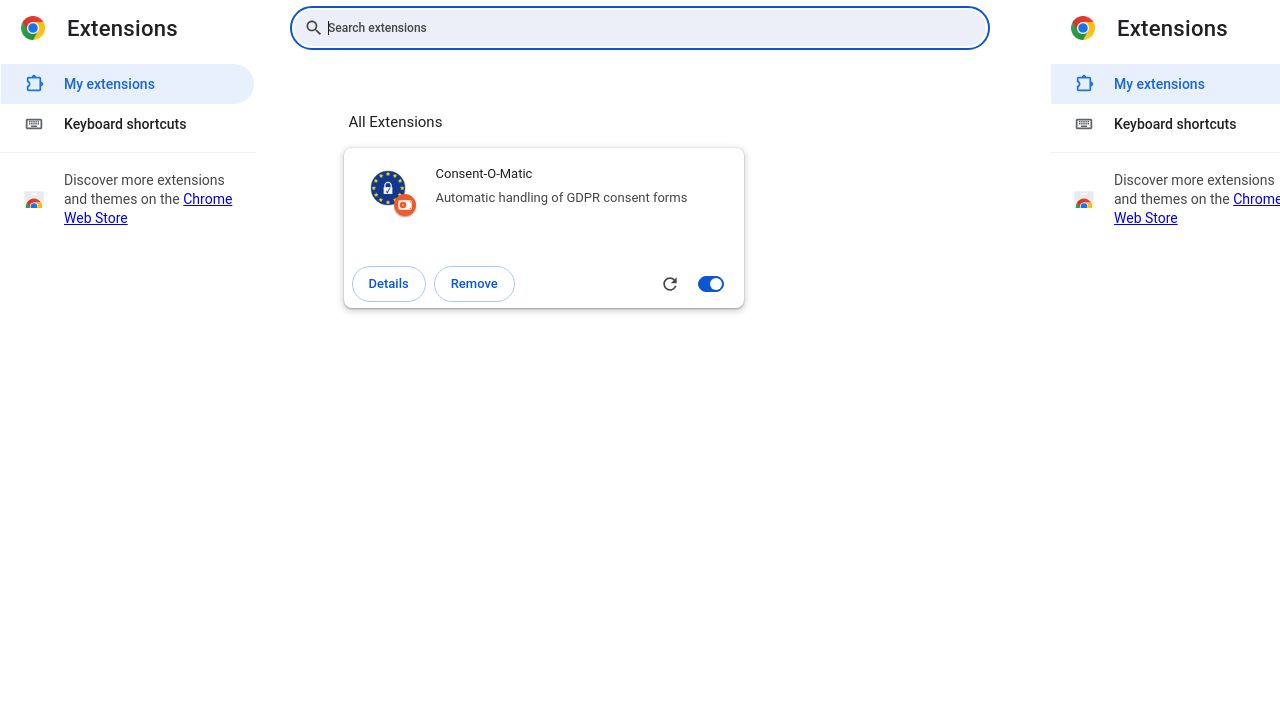 Extensions
Search extensions
My extensions
Keyboard shortcuts
Discover more extensions
and themes on the Chrome
Web Store
All Extensions
Consent-O-Matic
Automatic handling of GDPR consent forms
Details
Remove
Extensions
My extensions
Keyboard shortcuts
Discover more extensions
and themes on the Chrome
Web Store